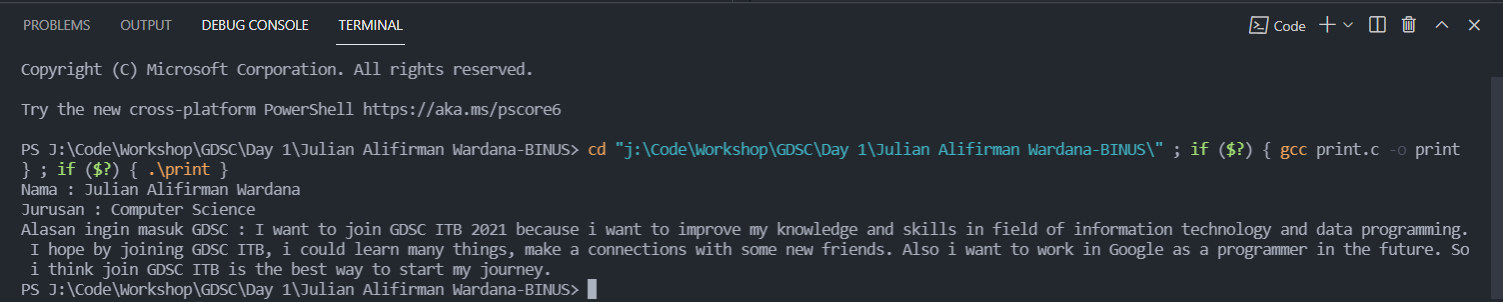 PROBLEMS OUTPUT DEBUG CONSOLE TERMINAL Code
Copyright (C) Microsoft Corporation. All rights reserved.
Try the new cross-platform PowerShell https://aka.ms/pscore6
PS J:\Code\Workshop\GDSC\Day 1\Julian Alifirman Wardana-BINUS> cd "j:\Code\Workshop\GDSC\Day 1\Julian Alifirman Wardana-BINUS\" ; if ($?) { gcc print.c -o print
} ; if ($?) { .\print }
Nama : Julian Alifirman Wardana
Jurusan : Computer Science
Alasan ingin masuk GDSC : I want to join GDSC ITB 2021 because i want to improve my knowledge and skills in field of information technology and data programming.
I hope by joining GDSC ITB, i could learn many things, make a connections with some new friends. Also i want to work in Google as a programmer in the future. So
i think join GDSC ITB is the best way to start my journey.
PS J:\Code\Workshop\GDSC\Day 1\Julian Alifirman Wardana-BINUS>